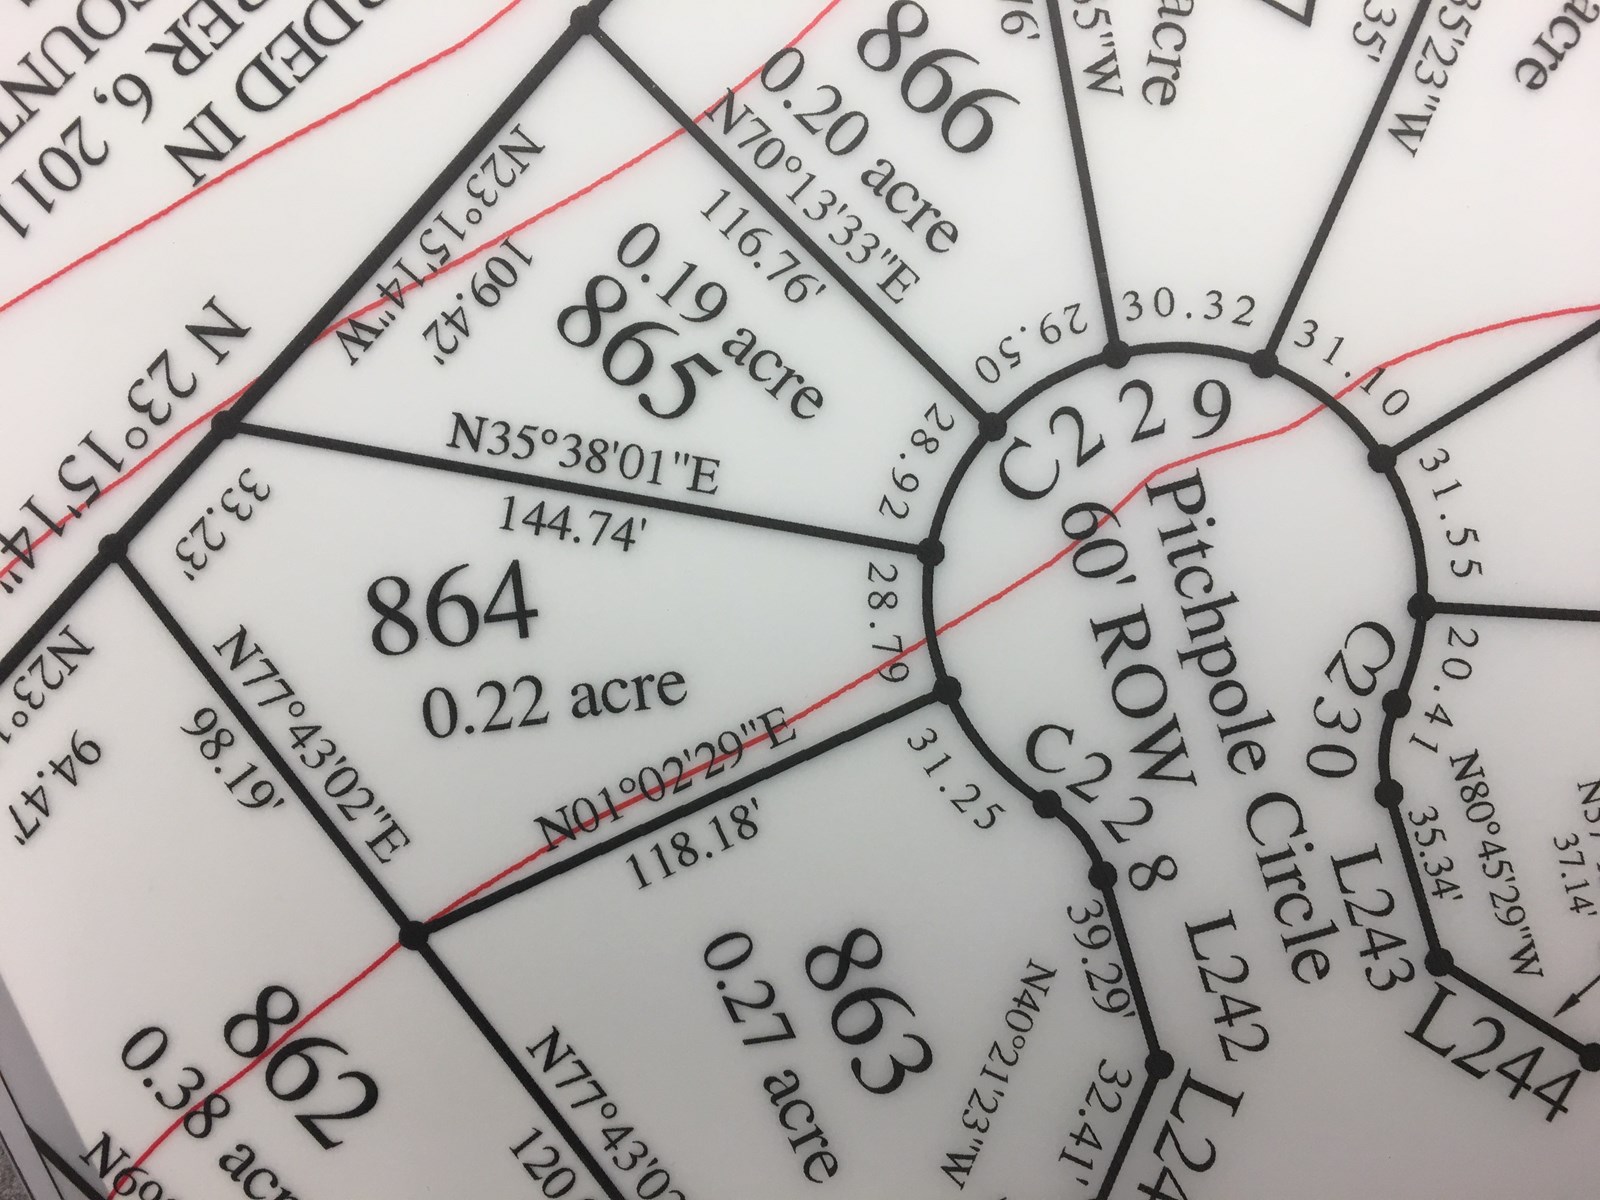 RDED IN
BER 6, 2011
866
0.20 acre
N70°13'33"E
116.76'
acre
35'23"W
acre
N23°15'14"W
109.42'
0.19 acre
865
N 23°15'14"
N35°38'01"E
144.74'
33.23'
864
0.22 acre
29.50
30.32
31.10
31.55
28.92
28.79
20.41
31.25
C229
60' ROW
Pitchpole Circle
C230
C228
N77°43'02"E
98.19'
94.47'
N01°02'29"E
118.18'
35.34'
N80°45'29"W
37.14'
L243
L242
L244
39.29'
32.41'
N40°21'23"W
863
0.27 acre
862
0.38